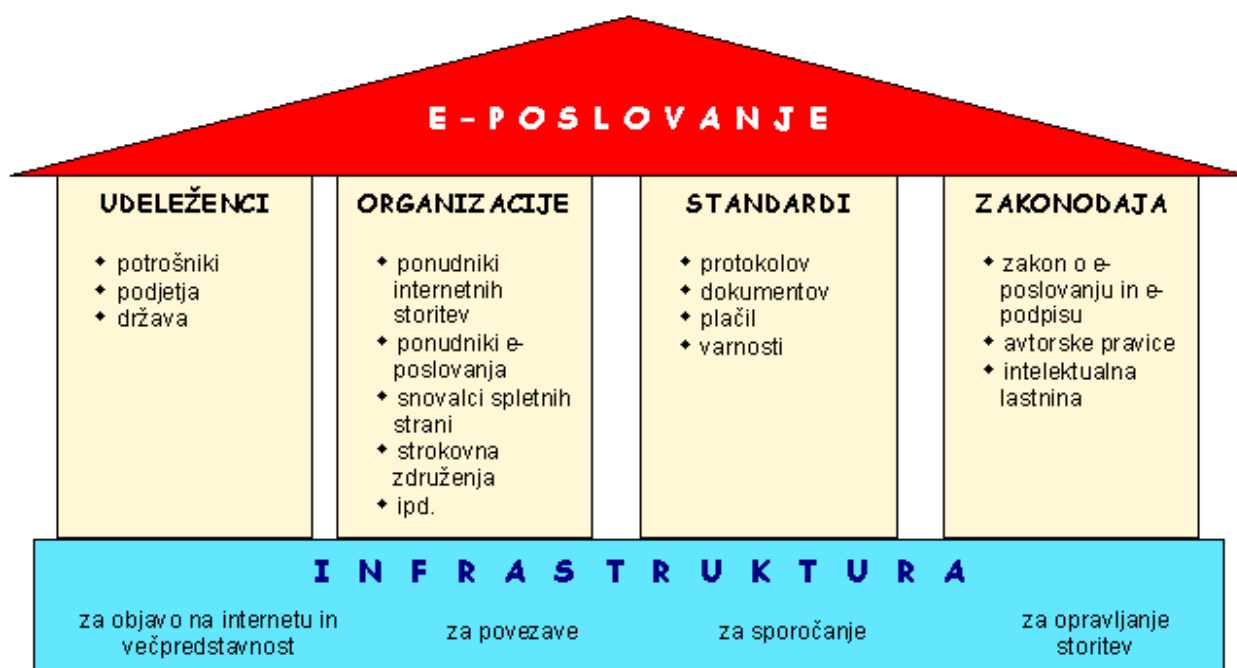 E-POSLOVANJE
UDELEŽENCI
◆ potrošniki
◆ podjetja
◆ država
ORGANIZACIJE
◆ ponudniki
internetnih
storitev
◆ ponudniki e-
poslovanja
◆ snovalci spletnih
strani
◆ strokovna
združenja
◆ ipd.
STANDARDI
◆ protokolov
◆ dokumentov
◆ plačil
◆ varnosti
ZAKONODAJA
◆ zakon o e-
poslovanju in e-
podpisu
◆ avtorske pravice
◆ intelektualna
lastnina
INFRASTRUKTURA
za objavo na internetu in
večpredstavnost
za povezave
za sporočanje
za opravljanje
storitev